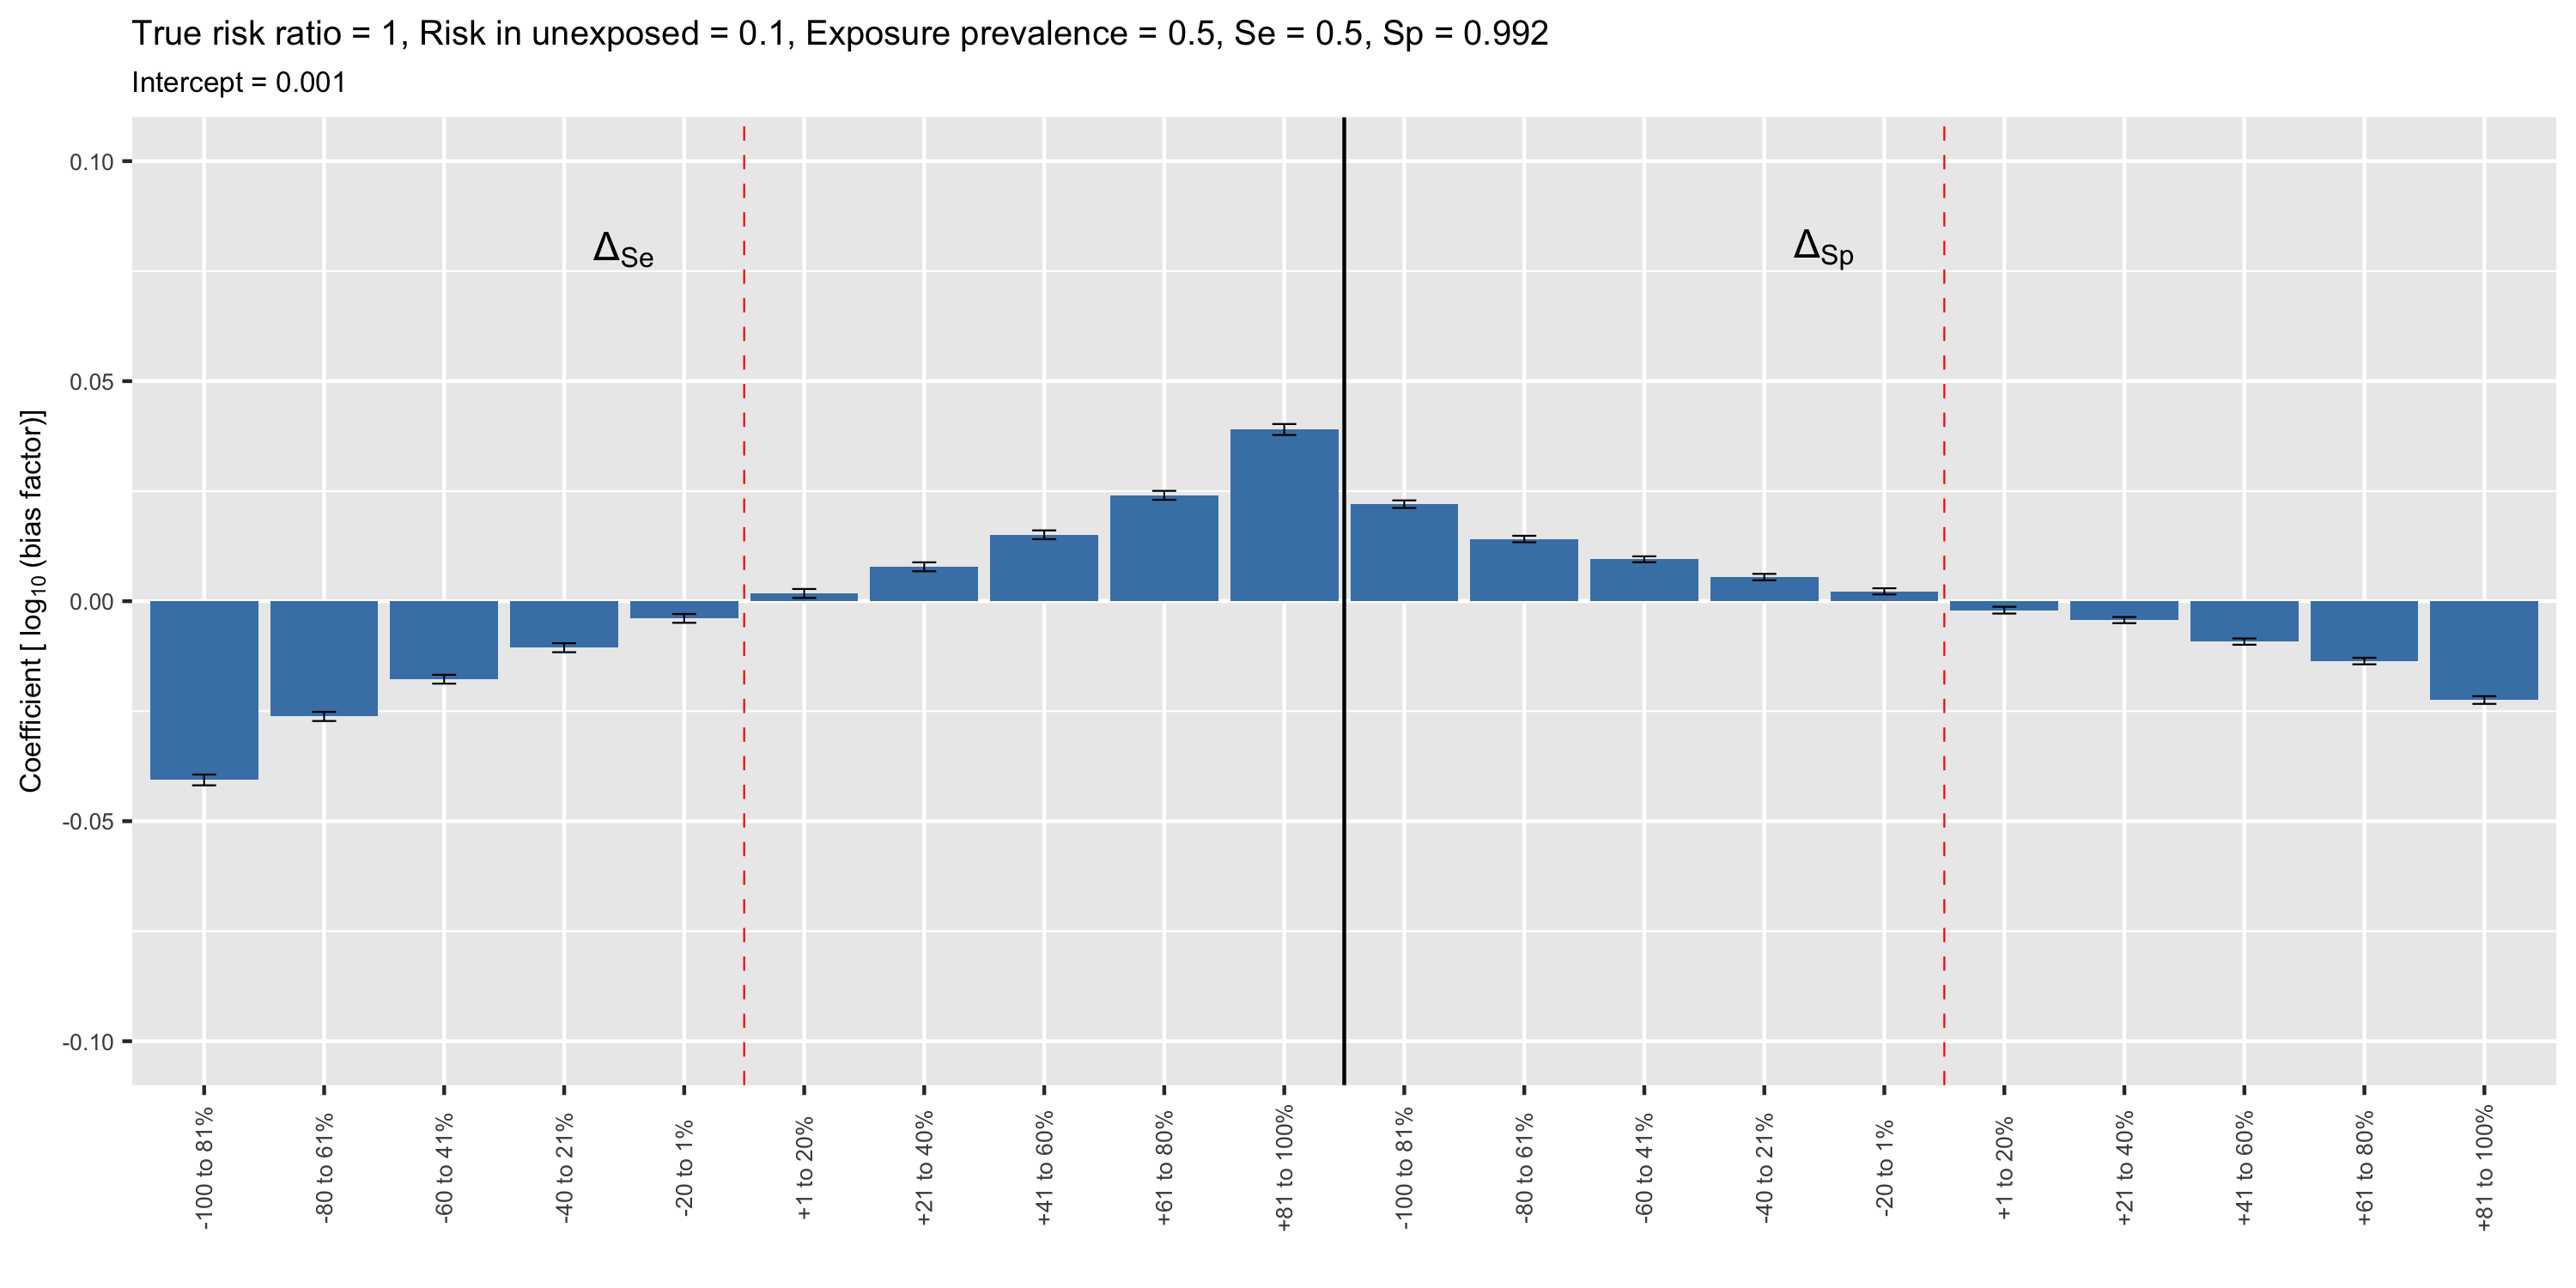 True risk ratio = 1, Risk in unexposed = 0.1, Exposure prevalence = 0.5, Se = 0.5, Sp = 0.992
Intercept = 0.001
Coefficient [ log10 (bias factor)]
0.10
0.05
0.00
-0.05
-0.10
ΔSe
ΔSp
-100 to 81%
-80 to 61%
-60 to 41%
-40 to 21%
-20 to 1%
+1 to 20%
+21 to 40%
+41 to 60%
+61 to 80%
+81 to 100%
-100 to 81%
-80 to 61%
-60 to 41%
-40 to 21%
-20 to 1%
+1 to 20%
+21 to 40%
+41 to 60%
+61 to 80%
+81 to 100%